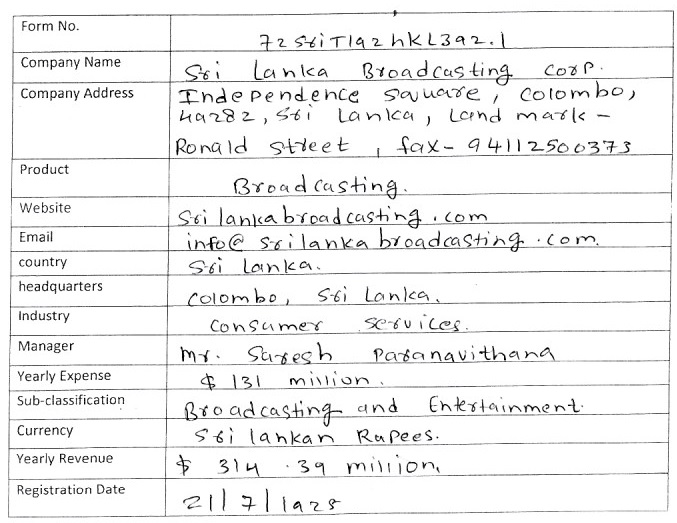 Form No. 72SriT192hKL392.1
Company Name Sri Lanka Broadcasting Corp.
Company Address Independence Square, Colombo,
49282, Sri Lanka, Land mark -
Ronald Street, fax- 94112500373
Product Broadcasting.
Website Srilankabroadcasting.com
Email info@srilankabroadcasting.com.
country Sri Lanka.
headquarters Colombo, Sri Lanka.
Industry Consumer services.
Manager Mr. Saresh Paranavithana
Yearly Expense $ 131 million.
Sub-classification Broadcasting and Entertainment.
Currency Sri lankan Rupees.
Yearly Revenue $ 314.39 million.
Registration Date 21/7/1925